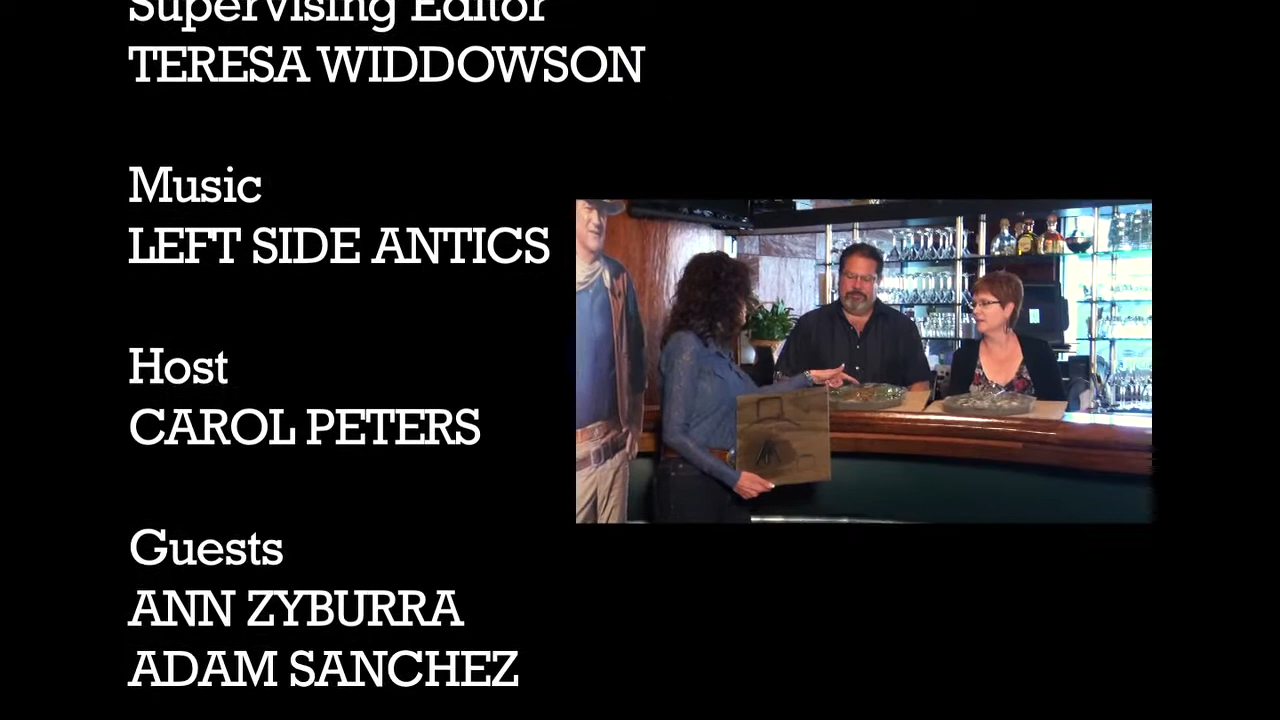 Supervising Editor
TERESA WIDDOWSON
Music
LEFT SIDE ANTICS
Host
CAROL PETERS
Guests
ANN ZYBURRA
ADAM SANCHEZ